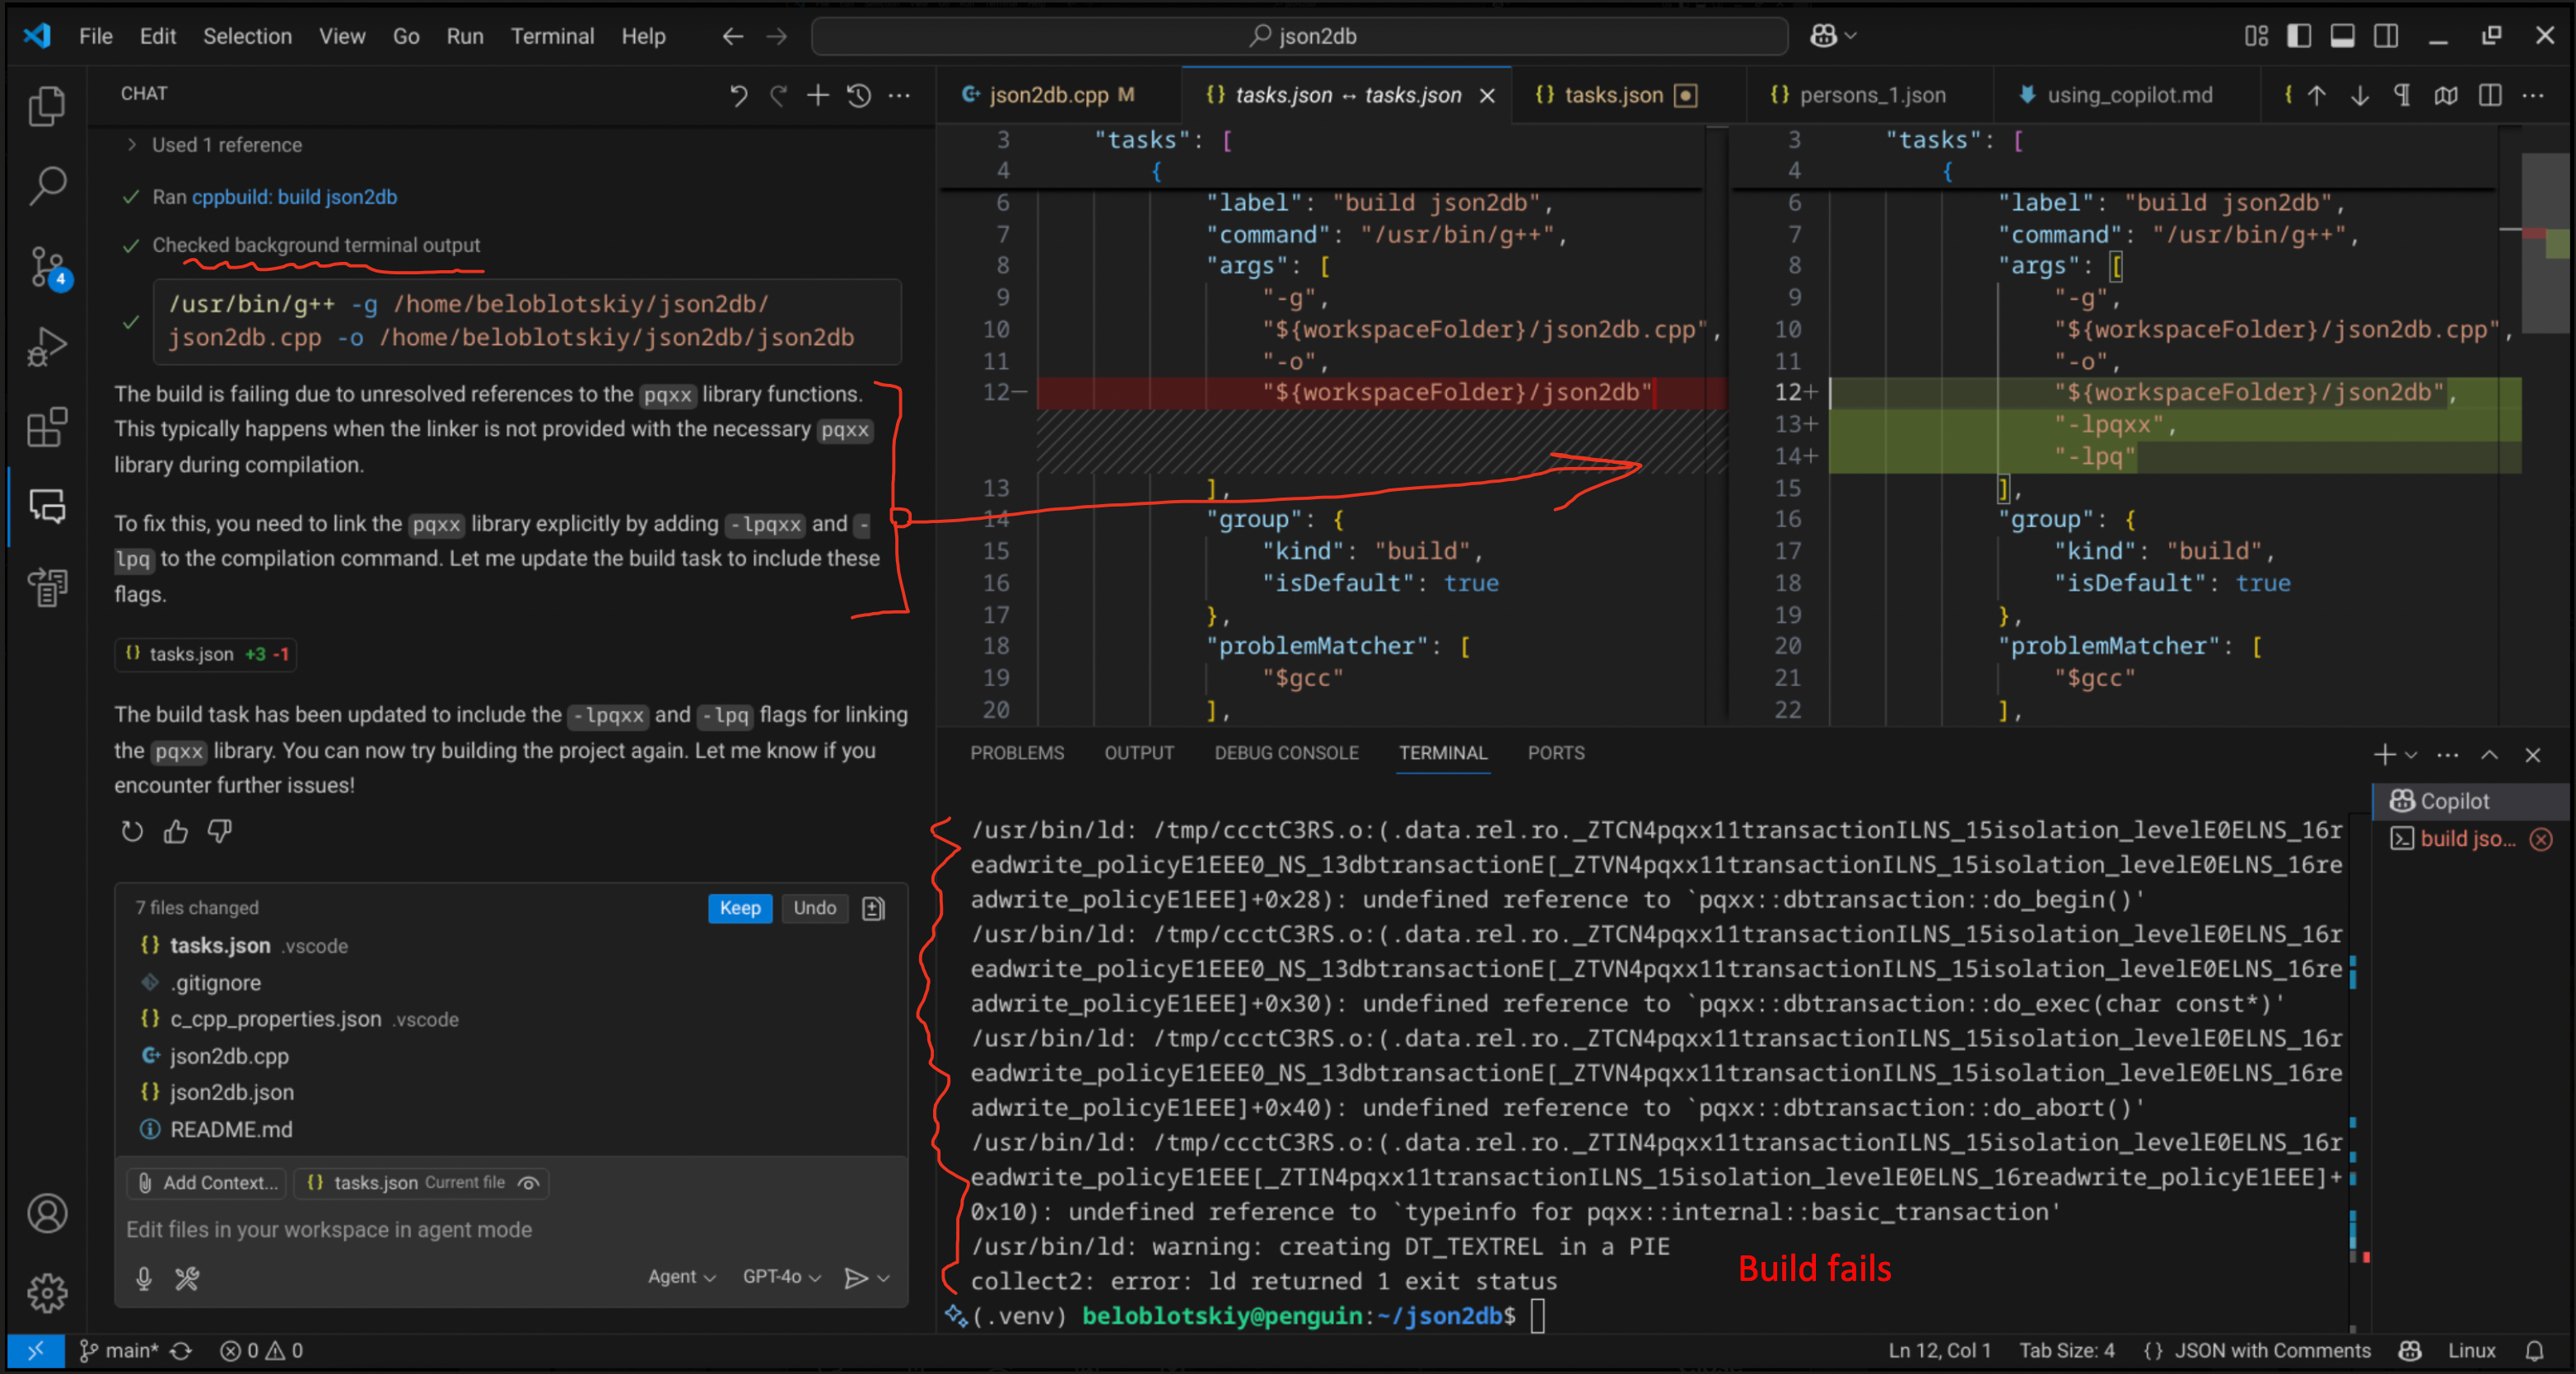 File Edit Selection View Go Run Terminal Help
json2db
CHAT
Used 1 reference
Ran cppbuild: build json2db
Checked background terminal output
/usr/bin/g++ -g /home/beloblotskiy/json2db/
json2db.cpp -o /home/beloblotskiy/json2db/json2db
The build is failing due to unresolved references to the pqxx library functions.
This typically happens when the linker is not provided with the necessary pqxx
library during compilation.
To fix this, you need to link the pqxx library explicitly by adding -lpqxx and -
lpq to the compilation command. Let me update the build task to include these
flags.
{} tasks.json +3 -1
The build task has been updated to include the -lpqxx and -lpq flags for linking
the pqxx library. You can now try building the project again. Let me know if you
encounter further issues!
7 files changed Keep Undo
{} tasks.json .vscode
.gitignore
{} c_cpp_properties.json .vscode
json2db.cpp
{} json2db.json
README.md
Add Context... {} tasks.json Current file
Edit files in your workspace in agent mode
Agent GPT-4o
4
json2db.cpp M {} tasks.json ↔ tasks.json {} tasks.json {} persons_1.json using_copilot.md {
3 "tasks": [
4 {
6 "label": "build json2db",
7 "command": "/usr/bin/g++",
8 "args": [
9 "-g",
10 "${workspaceFolder}/json2db.cpp",
11 "-o",
12— "${workspaceFolder}/json2db"
13 ],
14 "group": {
15 "kind": "build",
16 "isDefault": true
17 },
18 "problemMatcher": [
19 "$gcc"
20 ],
3 "tasks": [
4 {
6 "label": "build json2db",
7 "command": "/usr/bin/g++",
8 "args": [
9 "-g",
10 "${workspaceFolder}/json2db.cpp",
11 "-o",
12+ "${workspaceFolder}/json2db",
13+ "-lpqxx",
14+ "-lpq"
15 ],
16 "group": {
17 "kind": "build",
18 "isDefault": true
19 },
20 "problemMatcher": [
21 "$gcc"
22 ],
PROBLEMS OUTPUT DEBUG CONSOLE TERMINAL PORTS
/usr/bin/ld: /tmp/ccctC3RS.o:(.data.rel.ro._ZTCN4pqxx11transactionILNS_15isolation_levelE0ELNS_16r
eadwrite_policyE1EEE0_NS_13dbtransactionE[_ZTVN4pqxx11transactionILNS_15isolation_levelE0ELNS_16re
adwrite_policyE1EEE]+0x28): undefined reference to `pqxx::dbtransaction::do_begin()'
/usr/bin/ld: /tmp/ccctC3RS.o:(.data.rel.ro._ZTCN4pqxx11transactionILNS_15isolation_levelE0ELNS_16r
eadwrite_policyE1EEE0_NS_13dbtransactionE[_ZTVN4pqxx11transactionILNS_15isolation_levelE0ELNS_16re
adwrite_policyE1EEE]+0x30): undefined reference to `pqxx::dbtransaction::do_exec(char const*)'
/usr/bin/ld: /tmp/ccctC3RS.o:(.data.rel.ro._ZTCN4pqxx11transactionILNS_15isolation_levelE0ELNS_16r
eadwrite_policyE1EEE0_NS_13dbtransactionE[_ZTVN4pqxx11transactionILNS_15isolation_levelE0ELNS_16re
adwrite_policyE1EEE]+0x40): undefined reference to `pqxx::dbtransaction::do_abort()'
/usr/bin/ld: /tmp/ccctC3RS.o:(.data.rel.ro._ZTIN4pqxx11transactionILNS_15isolation_levelE0ELNS_16r
eadwrite_policyE1EEE[_ZTIN4pqxx11transactionILNS_15isolation_levelE0ELNS_16readwrite_policyE1EEE]+
0x10): undefined reference to `typeinfo for pqxx::internal::basic_transaction'
/usr/bin/ld: warning: creating DT_TEXTREL in a PIE
collect2: error: ld returned 1 exit status
Build fails
(.venv) beloblotskiy@penguin:~/json2db$
Copilot
build jso...
main* 0 0 Ln 12, Col 1 Tab Size: 4 {} JSON with Comments Linux